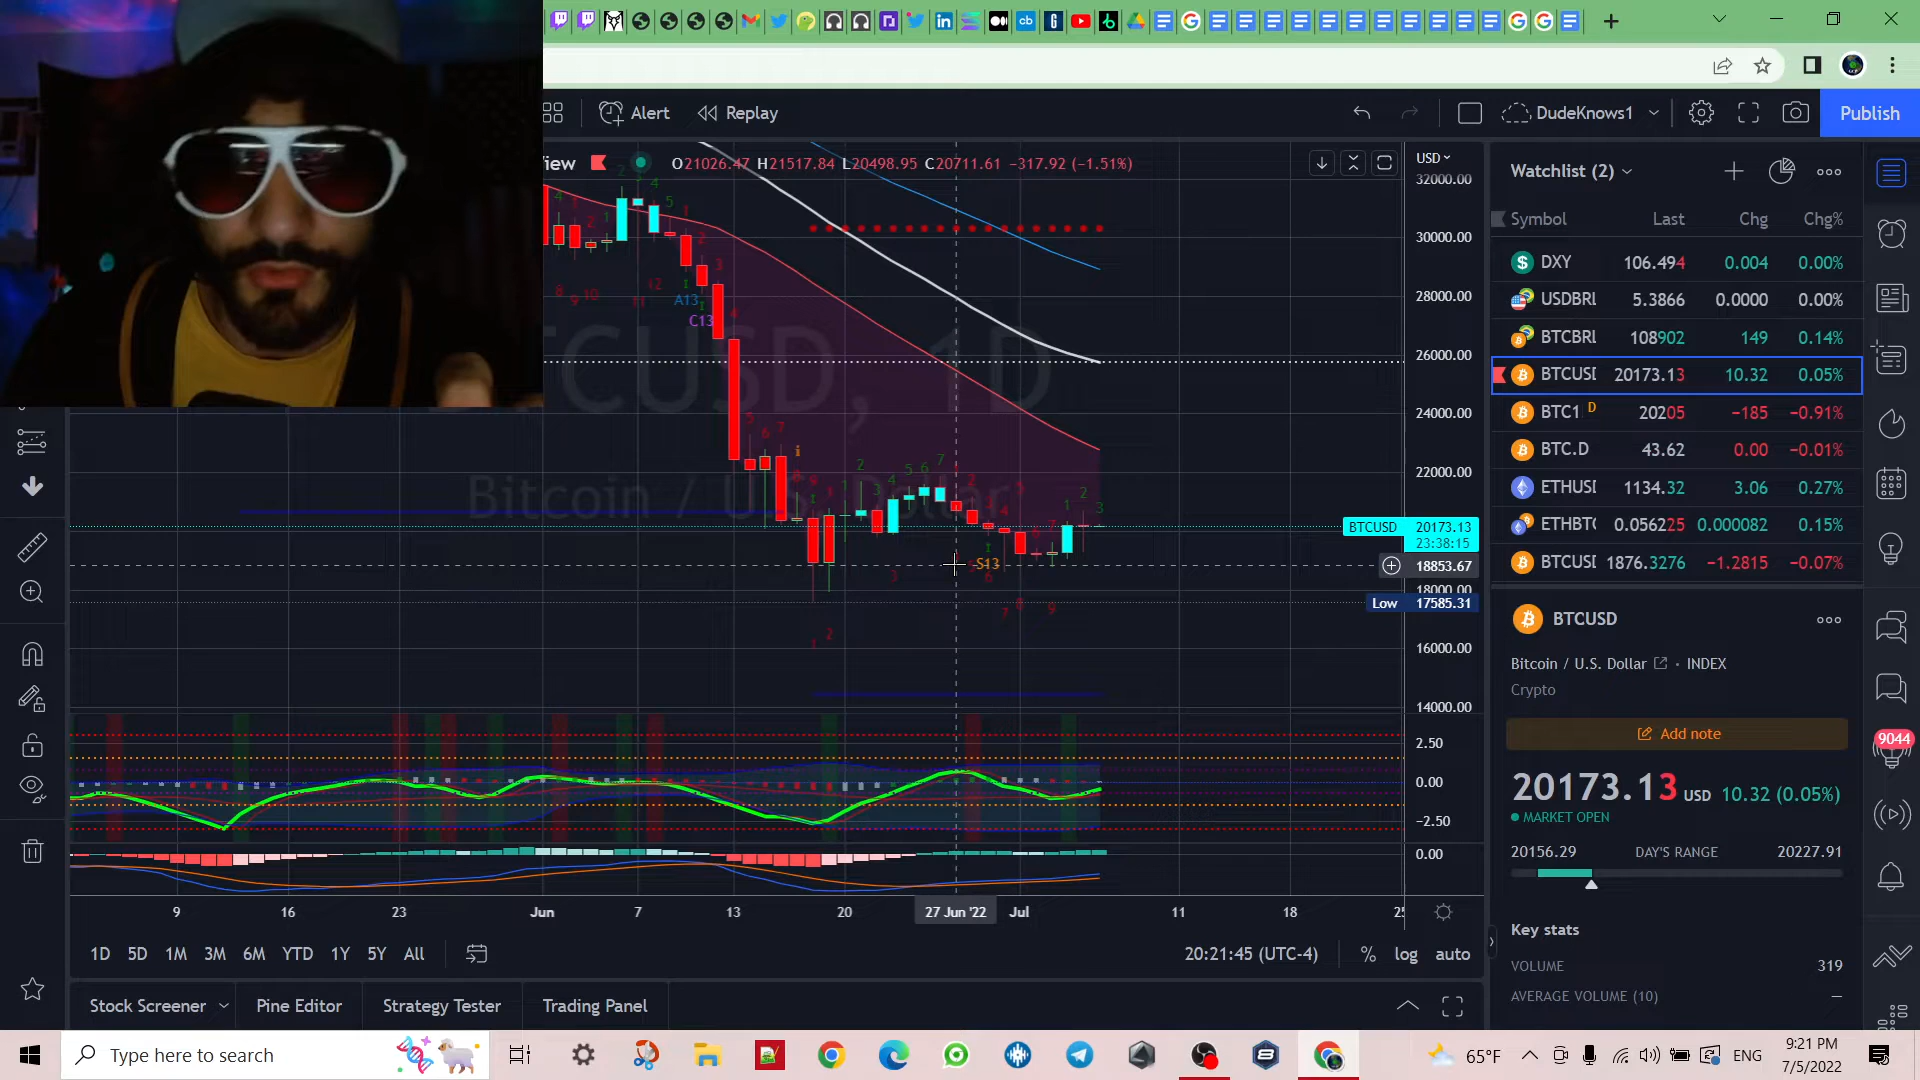 Alert
Replay
DudeKnows1
Publish
iew
O21026.47 H21517.84 L20498.95 C20711.61 −317.92 (−1.51%)
USD
32000.00
30000.00
28000.00
26000.00
24000.00
22000.00
BTCUSD 20173.13
23:38:15
18853.67
18000.00
Low 17585.31
16000.00
14000.00
2.50
0.00
−2.50
0.00
A13
C13
S13
BTCUSD, 1D
Bitcoin / U.S. Dollar
9 16 23 Jun 7 13 20 27 Jun '22 Jul 11 18
1D 5D 1M 3M 6M YTD 1Y 5Y All
20:21:45 (UTC-4) % log auto
Stock Screener Pine Editor Strategy Tester Trading Panel
Watchlist (2)
Symbol Last Chg Chg%
DXY 106.494 0.004 0.00%
USDBRL 5.3866 0.0000 0.00%
BTCBRL 108902 149 0.14%
BTCUSD 20173.13 10.32 0.05%
BTC1 D 20205 −185 −0.91%
BTC.D 43.62 0.00 −0.01%
ETHUSD 1134.32 3.06 0.27%
ETHBTC 0.056225 0.000082 0.15%
BTCUSD 1876.3276 −1.2815 −0.07%
BTCUSD
Bitcoin / U.S. Dollar • INDEX
Crypto
Add note
9044
20173.13 USD 10.32 (0.05%)
MARKET OPEN
20156.29 DAY'S RANGE 20227.91
Key stats
VOLUME 319
AVERAGE VOLUME (10) —
Type here to search
65°F
ENG
9:21 PM
7/5/2022